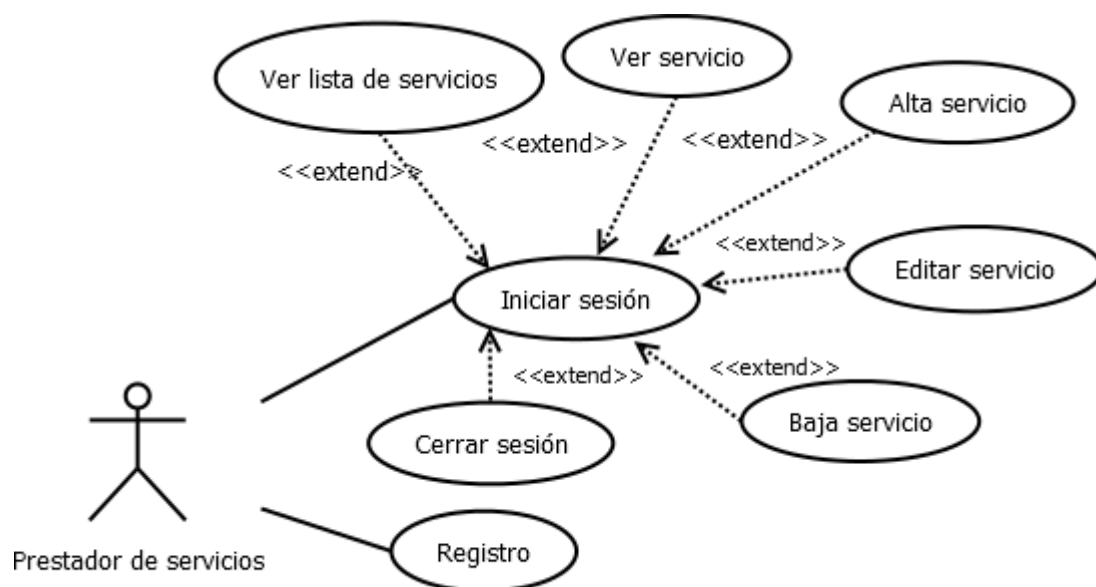 Ver lista de servicios
Ver servicio
Alta servicio
<<extend>>
<<extend>>
<<extend>>
<<extend>>
Editar servicio
Iniciar sesión
<<extend>>
<<extend>>
Baja servicio
Cerrar sesión
Registro
Prestador de servicios